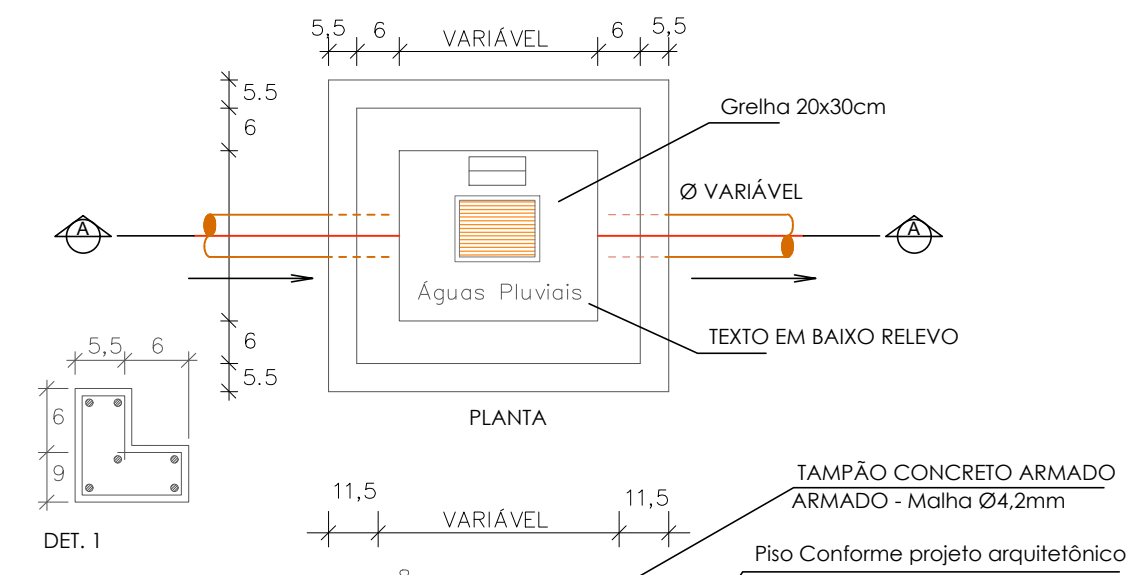 5,5 6 VARIÁVEL 6 5,5
5.5
6
Grelha 20x30cm
Ø VARIÁVEL
A
A
Águas Pluviais
6
5.5
TEXTO EM BAIXO RELEVO
PLANTA
5,5 6
6
9
DET. 1
TAMPÃO CONCRETO ARMADO
ARMADO - Malha Ø4,2mm
11,5 VARIÁVEL 11,5
Piso Conforme projeto arquitetônico